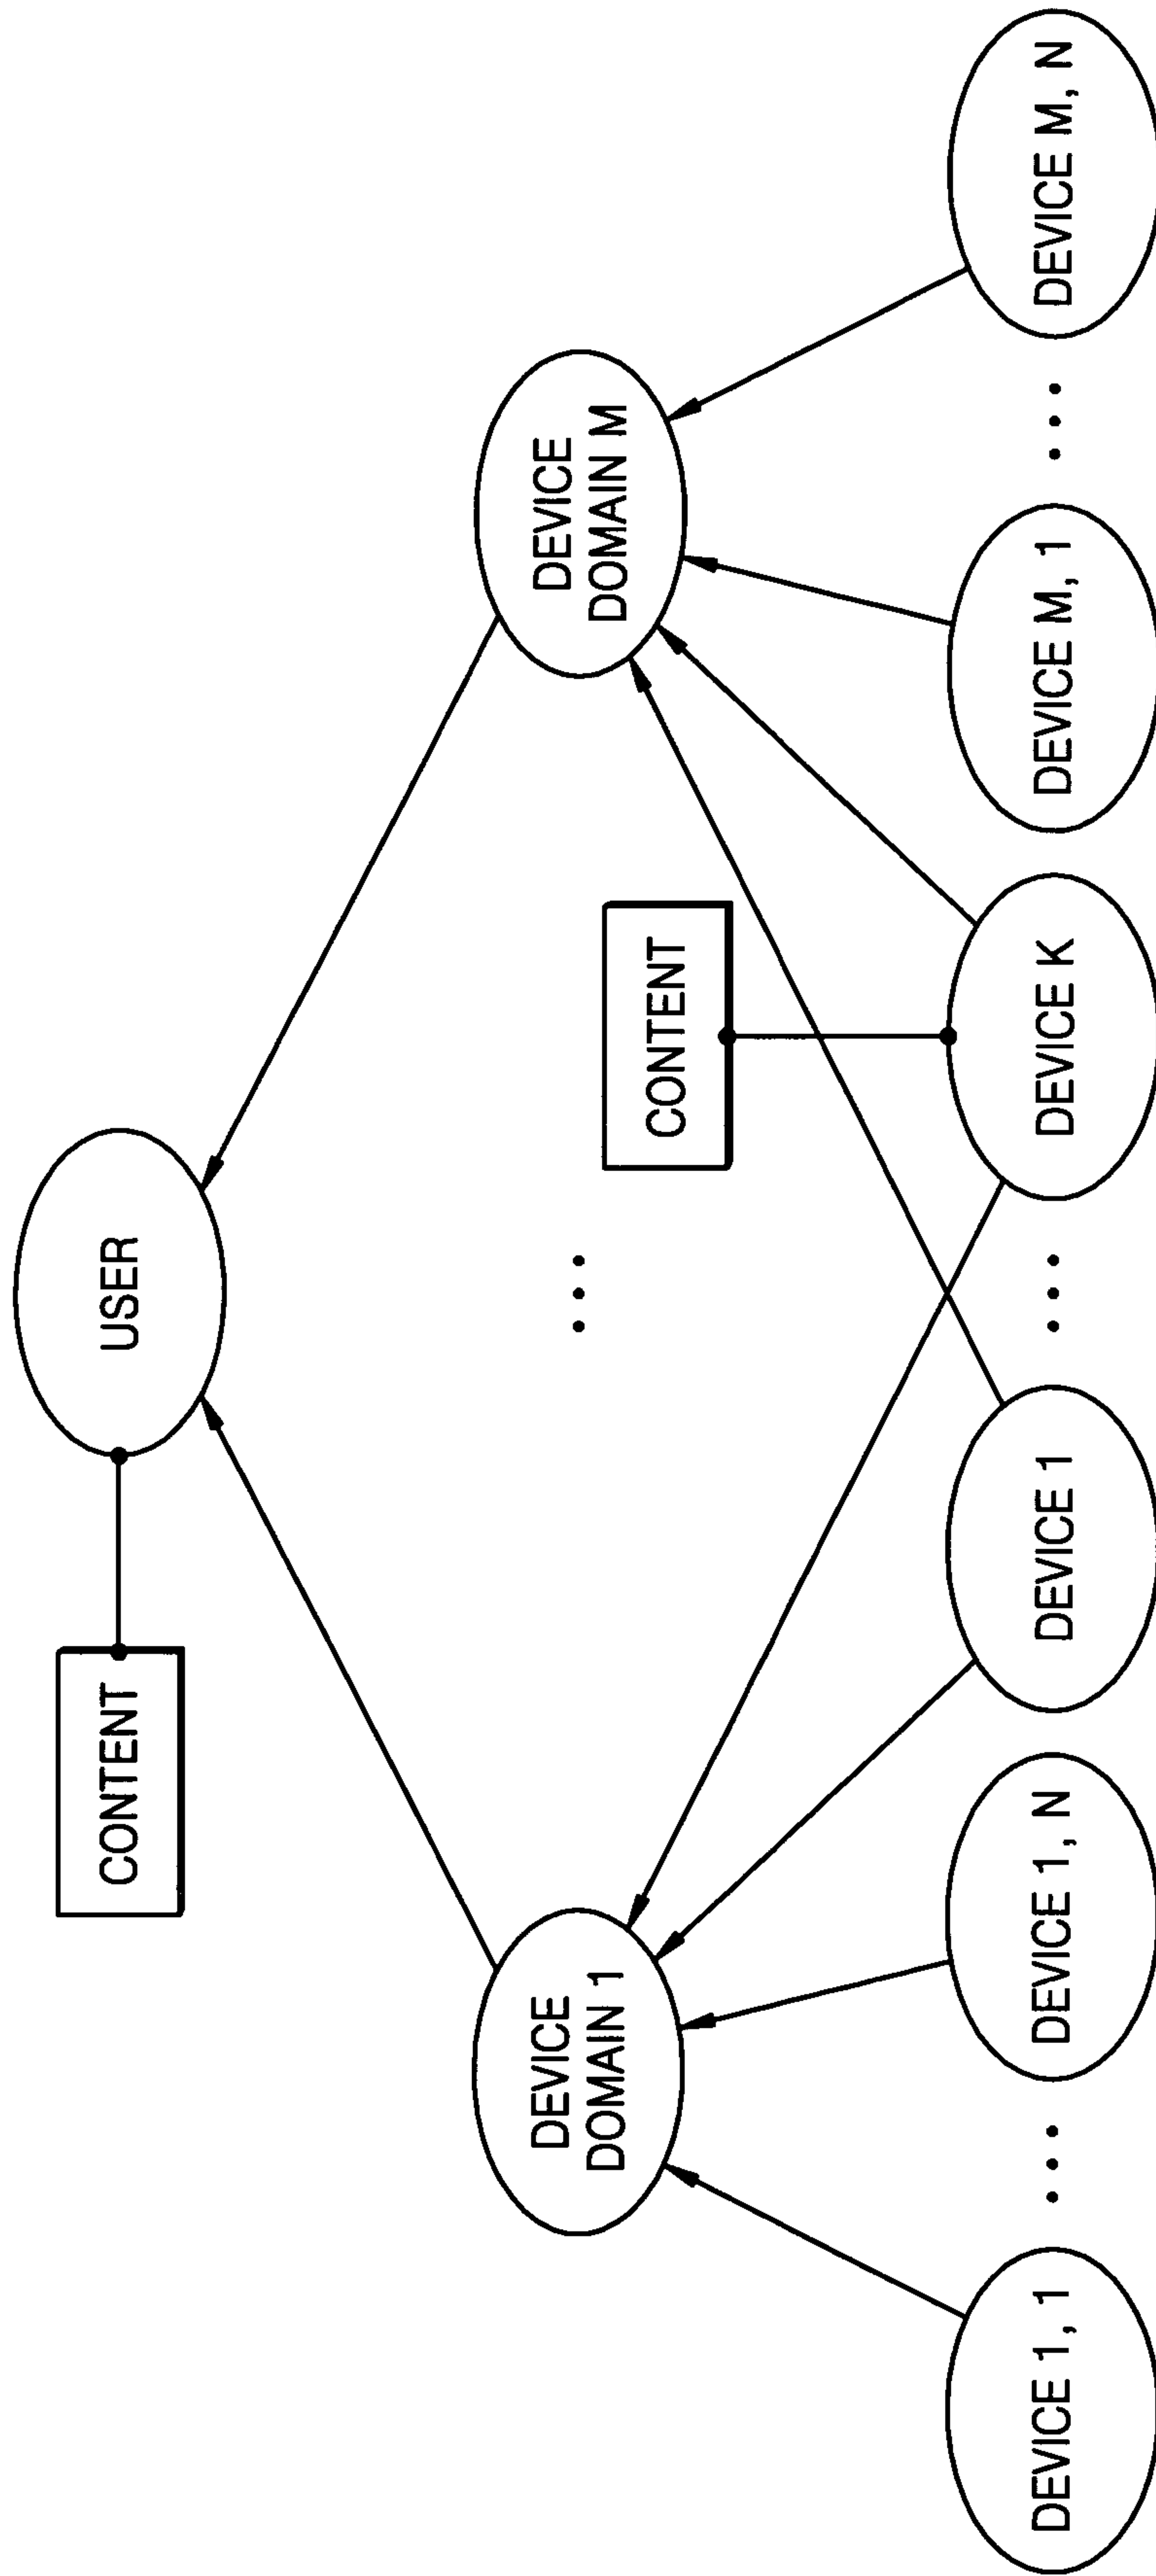 CONTENT
USER
DEVICE
DOMAIN 1
...
DEVICE
DOMAIN M
CONTENT
DEVICE 1, 1
...
DEVICE 1, N
DEVICE 1
...
DEVICE K
DEVICE M, 1
...
DEVICE M, N